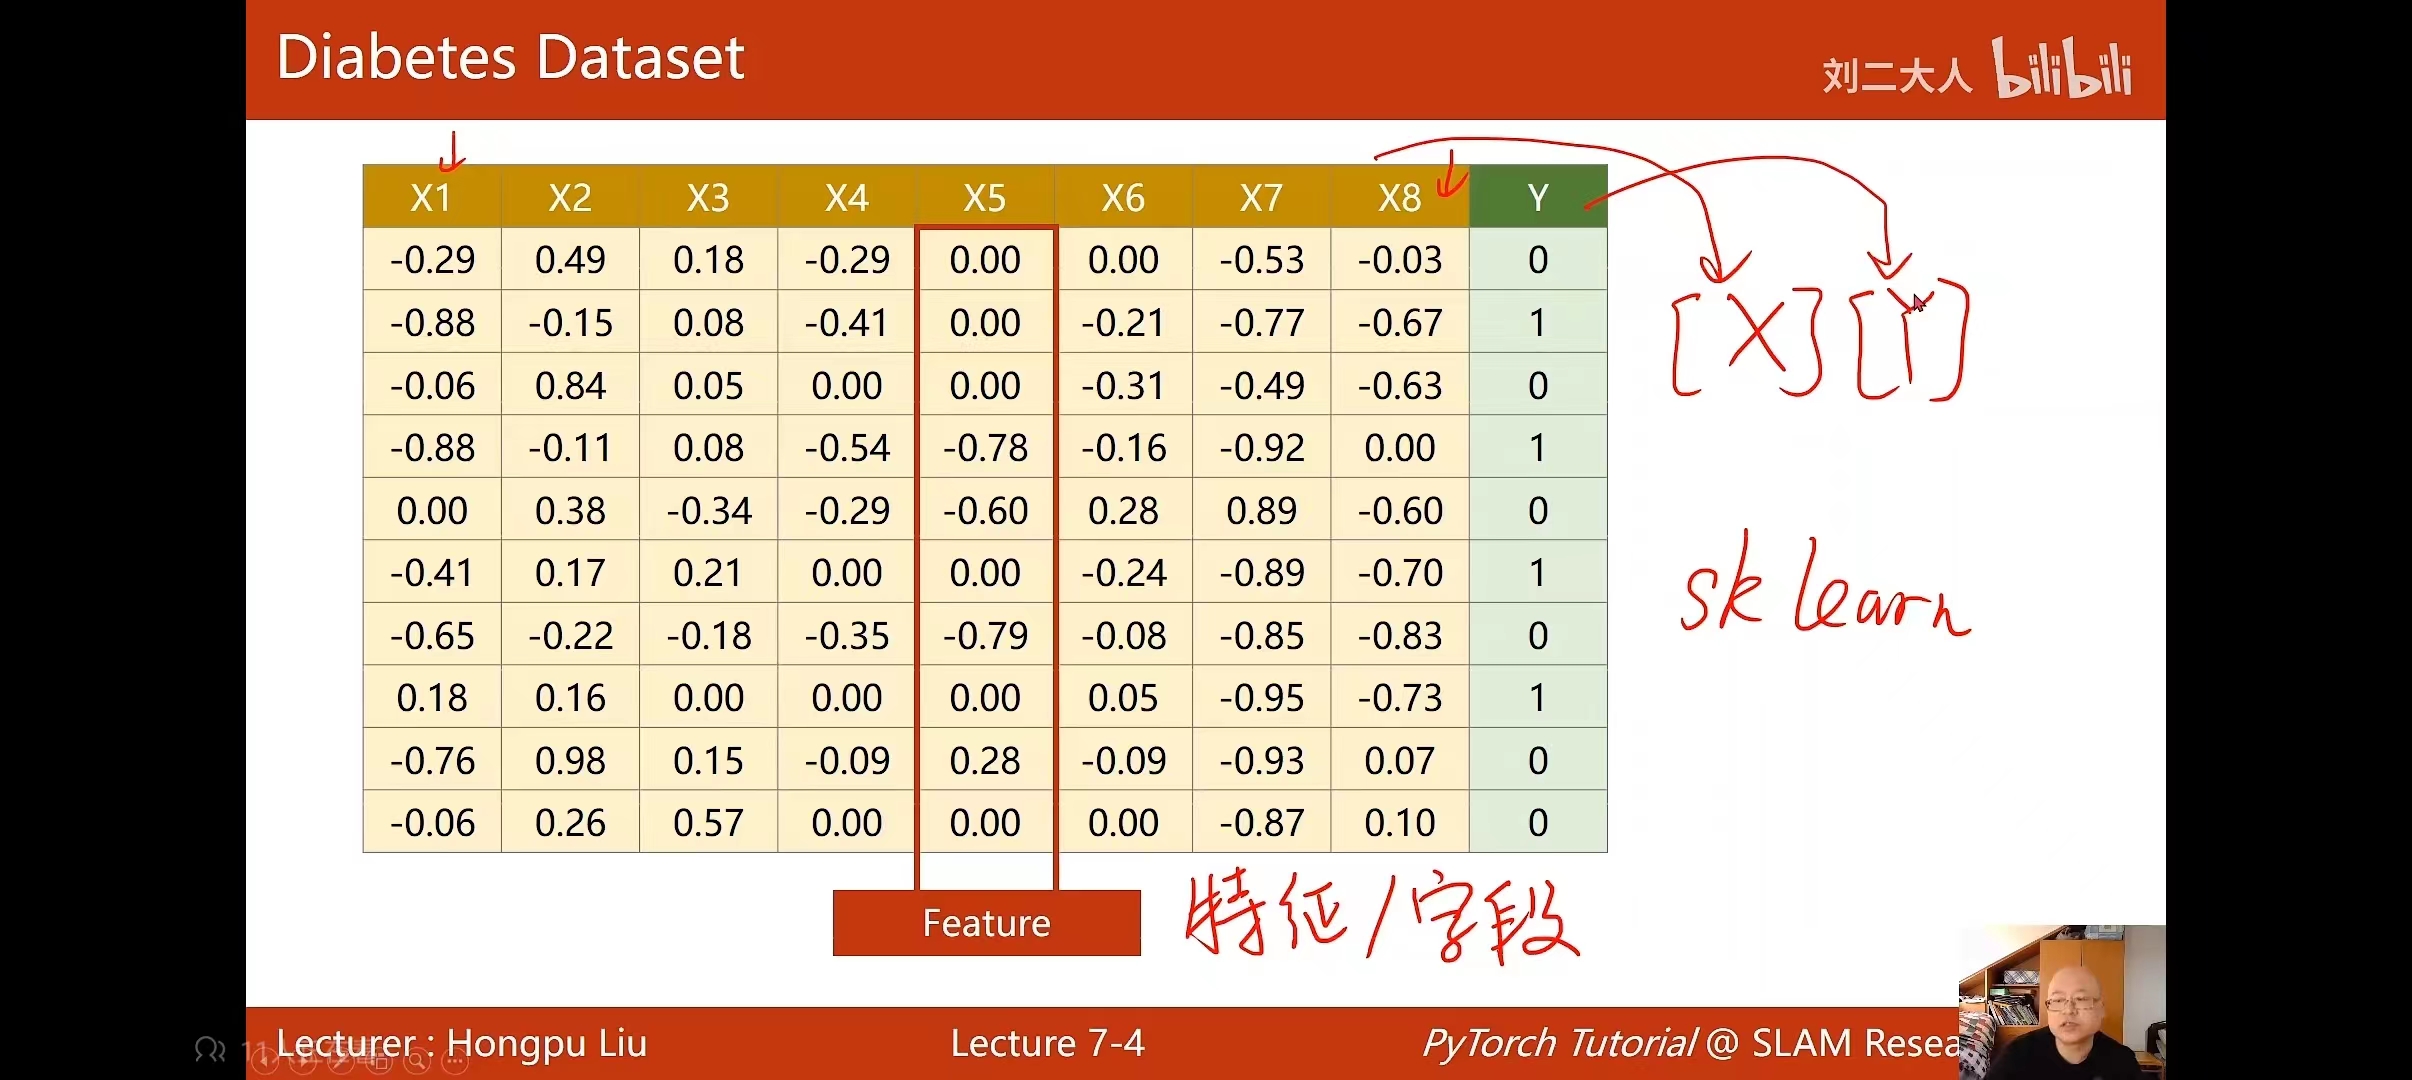 Diabetes Dataset
刘二大人 bilibili
X1 X2 X3 X4 X5 X6 X7 X8 Y
-0.29 0.49 0.18 -0.29 0.00 0.00 -0.53 -0.03 0
-0.88 -0.15 0.08 -0.41 0.00 -0.21 -0.77 -0.67 1
-0.06 0.84 0.05 0.00 0.00 -0.31 -0.49 -0.63 0
-0.88 -0.11 0.08 -0.54 -0.78 -0.16 -0.92 0.00 1
0.00 0.38 -0.34 -0.29 -0.60 0.28 0.89 -0.60 0
-0.41 0.17 0.21 0.00 0.00 -0.24 -0.89 -0.70 1
-0.65 -0.22 -0.18 -0.35 -0.79 -0.08 -0.85 -0.83 0
0.18 0.16 0.00 0.00 0.00 0.05 -0.95 -0.73 1
-0.76 0.98 0.15 -0.09 0.28 -0.09 -0.93 0.07 0
-0.06 0.26 0.57 0.00 0.00 0.00 -0.87 0.10 0
[X] [Y]
sk learn
Feature
特征/字段
Lecturer : Hongpu Liu
Lecture 7-4
PyTorch Tutorial @ SLAM Resea